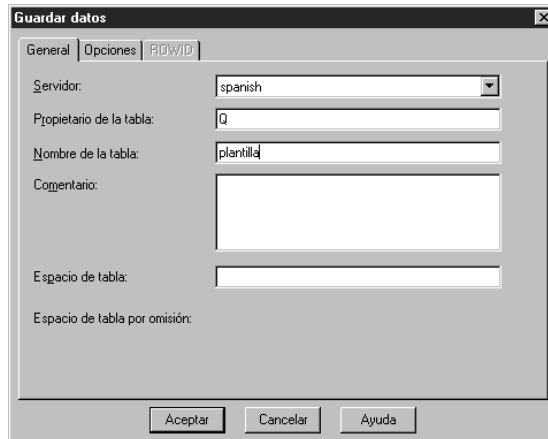 Guardar datos
General Opciones ROWID
Servidor: spanish
Propietario de la tabla: Q
Nombre de la tabla: plantilla
Comentario:
Espacio de tabla:
Espacio de tabla por omisión:
Aceptar Cancelar Ayuda